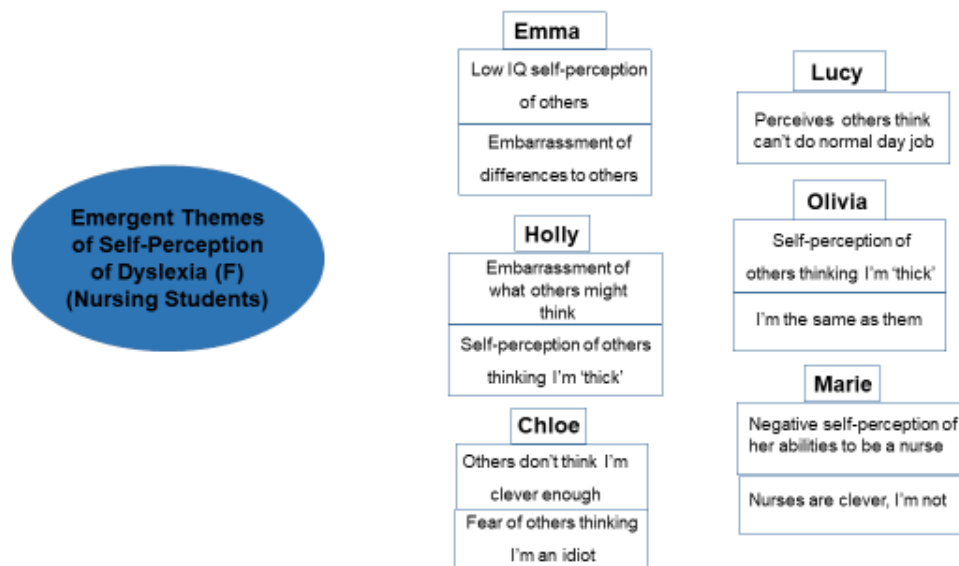 Emergent Themes
of Self-Perception
of Dyslexia (F)
(Nursing Students)
Emma
Low IQ self-perception
of others
Embarrassment of
differences to others
Holly
Embarrassment of
what others might
think
Self-perception of others
thinking I'm 'thick'
Chloe
Others don't think I'm
clever enough
Fear of others thinking
I'm an idiot
Lucy
Perceives others think
can't do normal day job
Olivia
Self-perception of
others thinking I'm 'thick'
I'm the same as them
Marie
Negative self-perception of
her abilities to be a nurse
Nurses are clever, I'm not